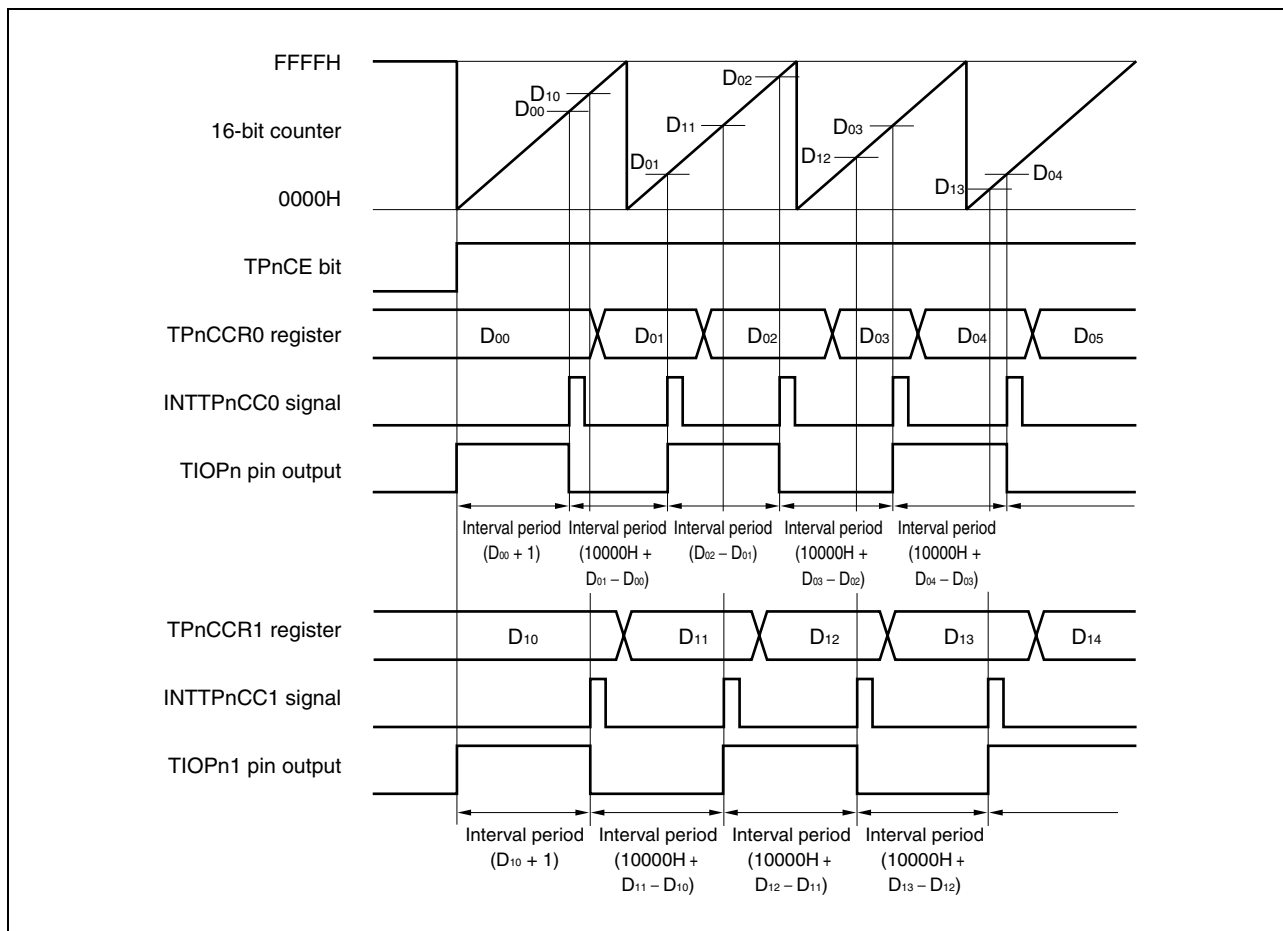 FFFFH
16-bit counter
0000H
D10
D00
D01
D11
D02
D12
D03
D13
D04
TPnCE bit
TPnCCR0 register
D00
D01
D02
D03
D04
D05
INTTPnCC0 signal
TIOPn pin output
Interval period
(D00 + 1)
Interval period
(10000H +
D01 − D00)
Interval period
(D02 − D01)
Interval period
(10000H +
D03 − D02)
Interval period
(10000H +
D04 − D03)
TPnCCR1 register
D10
D11
D12
D13
D14
INTTPnCC1 signal
TIOPn1 pin output
Interval period
(D10 + 1)
Interval period
(10000H +
D11 − D10)
Interval period
(10000H +
D12 − D11)
Interval period
(10000H +
D13 − D12)